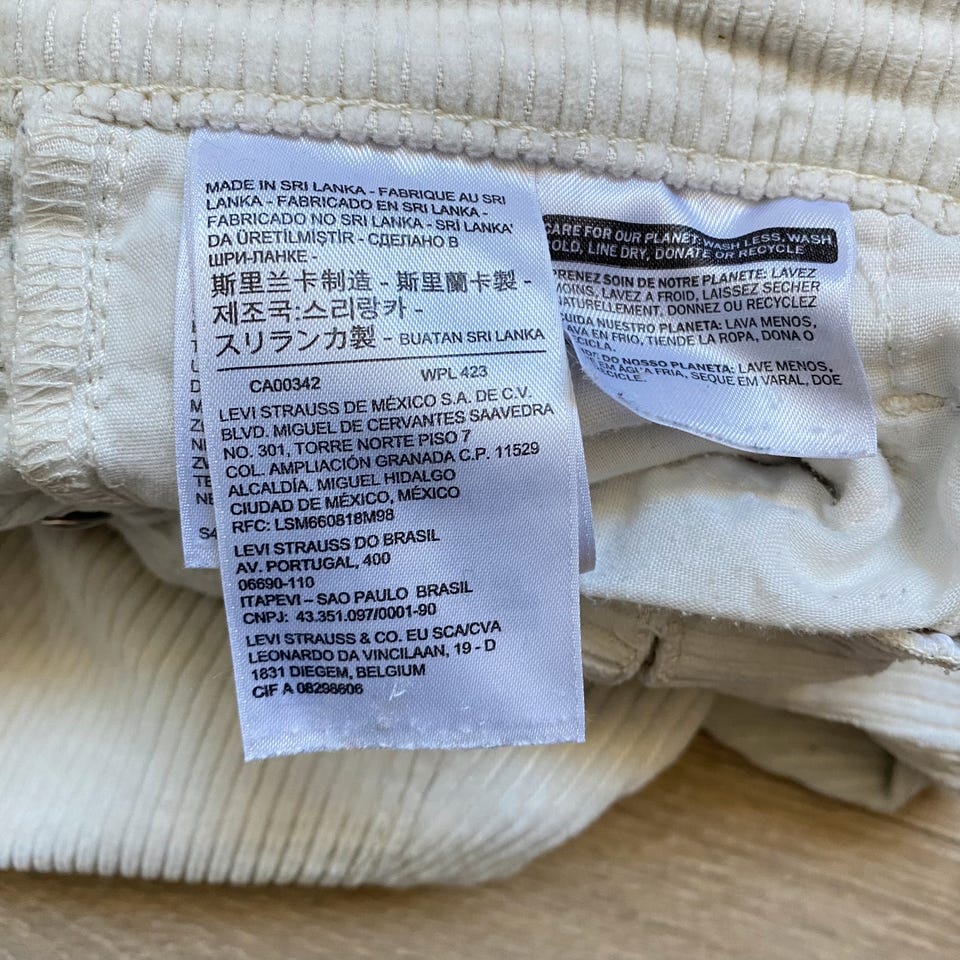 MADE IN SRI LANKA - FABRIQUE AU SRI
LANKA - FABRICADO EN SRI LANKA -
FABRICADO NO SRI LANKA - SRI LANKA'
DA ÜRETİLMİŞTİR - СДЕЛАНО В
ШРИ-ЛАНКЕ -
斯里兰卡制造 - 斯里蘭卡製 -
제조국:스리랑카 -
スリランカ製 - BUATAN SRI LANKA
CA00342 WPL 423
LEVI STRAUSS DE MÉXICO S.A. DE C.V.
BLVD. MIGUEL DE CERVANTES SAAVEDRA
NO. 301, TORRE NORTE PISO 7
COL. AMPLIACIÓN GRANADA C.P. 11529
ALCALDÍA. MIGUEL HIDALGO
CIUDAD DE MÉXICO, MÉXICO
RFC: LSM660818M98
LEVI STRAUSS DO BRASIL
AV. PORTUGAL, 400
06690-110
ITAPEVI – SAO PAULO BRASIL
CNPJ: 43.351.097/0001-90
LEVI STRAUSS & CO. EU SCA/CVA
LEONARDO DA VINCILAAN, 19 - D
1831 DIEGEM, BELGIUM
CIF A 08298606
CARE FOR OUR PLANET: WASH LESS, WASH
COLD, LINE DRY, DONATE OR RECYCLE
PRENEZ SOIN DE NOTRE PLANETE: LAVEZ
MOINS, LAVEZ A FROID, LAISSEZ SECHER
NATURELLEMENT, DONNEZ OU RECYCLEZ
CUIDA NUESTRO PLANETA: LAVA MENOS,
LAVA EN FRIO, TIENDE LA ROPA, DONA O
RECICLA.
DO NOSSO PLANETA: LAVE MENOS,
EM ÁGI'A FRIA, SEQUE EM VARAL, DOE
RECICLE.
S4